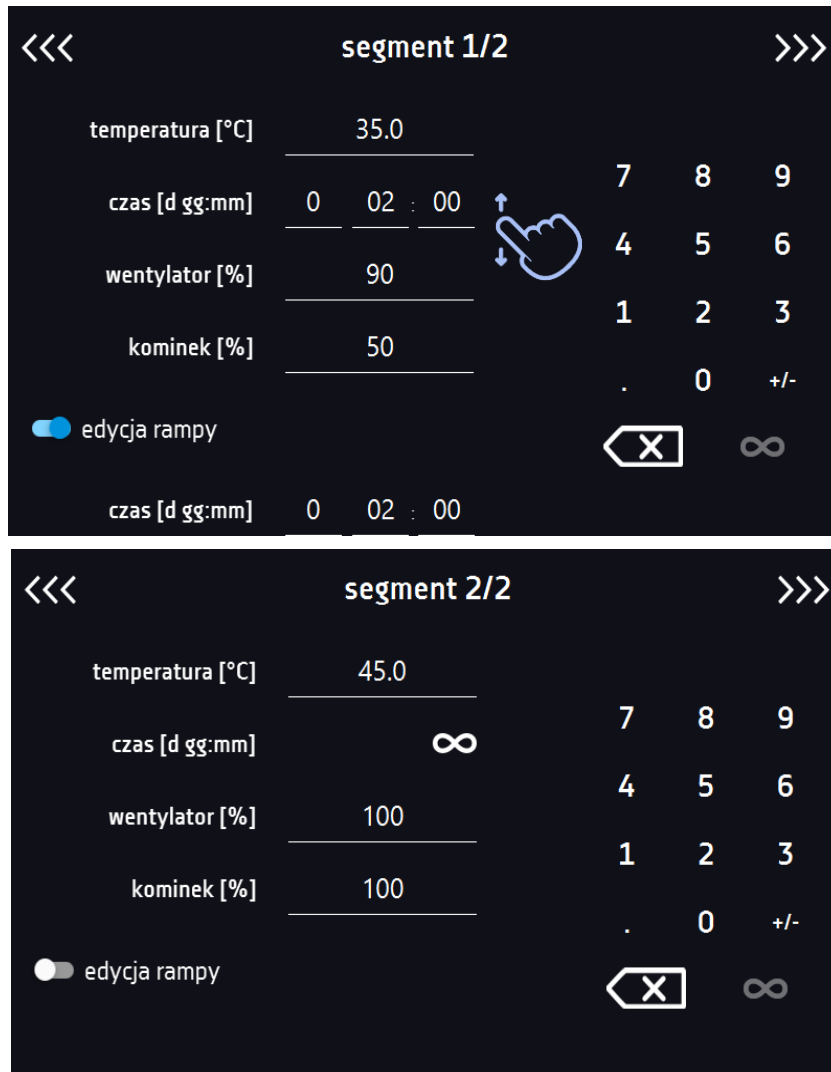 <<< segment 1/2 >>>
temperatura [°C] 35.0
7 8 9
czas [d gg:mm] 0 02 : 00
4 5 6
wentylator [%] 90
1 2 3
kominek [%] 50
. 0 +/-
edycja rampy
X ∞
czas [d gg:mm] 0 02 : 00
<<< segment 2/2 >>>
temperatura [°C] 45.0
7 8 9
czas [d gg:mm] ∞
4 5 6
wentylator [%] 100
1 2 3
kominek [%] 100
. 0 +/-
edycja rampy
X ∞